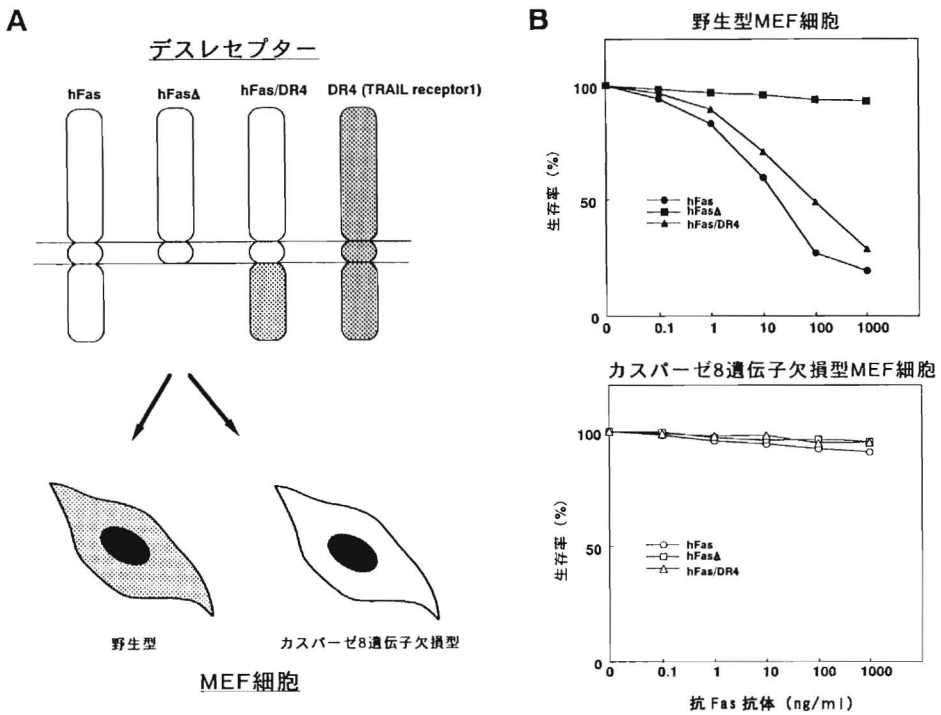 A
デスレセプター
hFas
hFasΔ
hFas/DR4
DR4 (TRAIL receptor1)
野生型
カスパーゼ8遺伝子欠損型
MEF細胞
B
野生型MEF細胞
生存率 (%)
100
50
0
hFas
hFasΔ
hFas/DR4
0 0.1 1 10 100 1000
カスパーゼ8遺伝子欠損型MEF細胞
生存率 (%)
100
50
0
hFas
hFasΔ
hFas/DR4
0 0.1 1 10 100 1000
抗Fas抗体 (ng/ml)